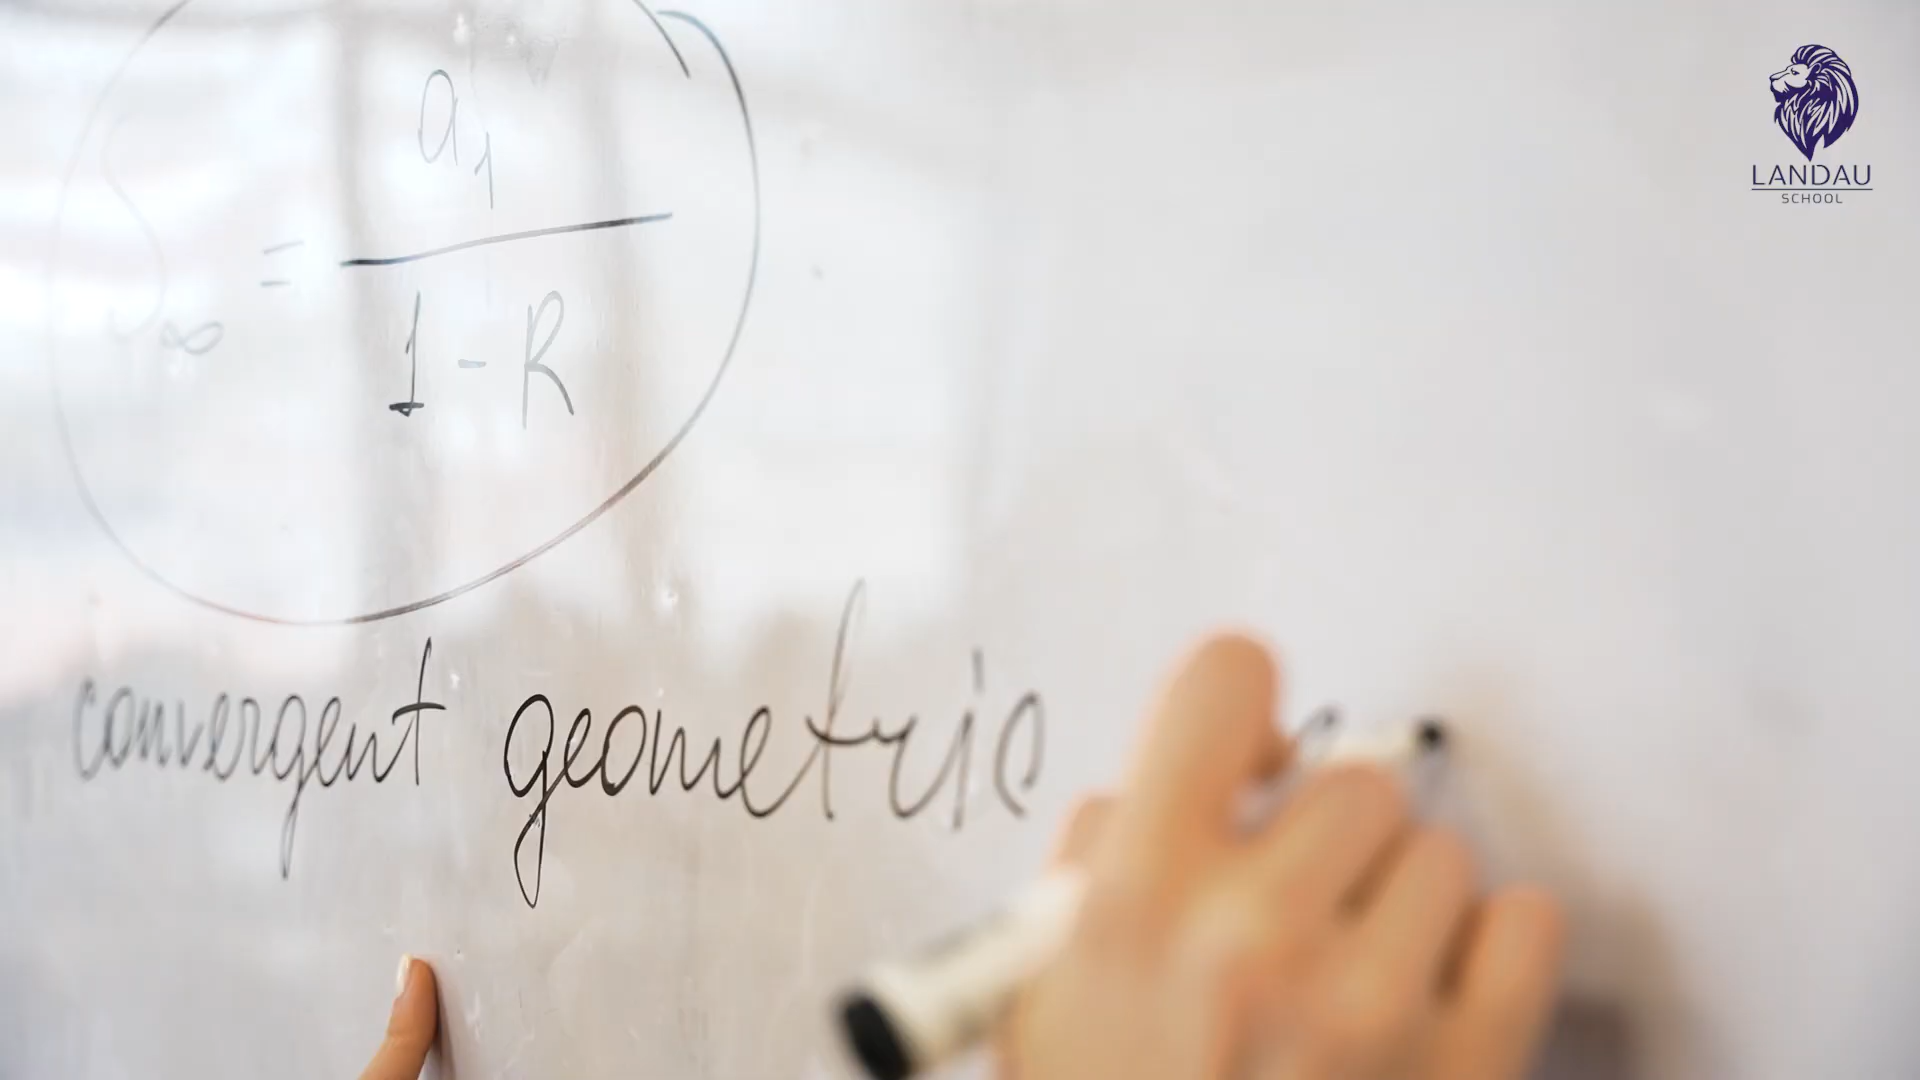 S∞ = a₁ / 1 - R
convergent geometric
LANDAU
SCHOOL